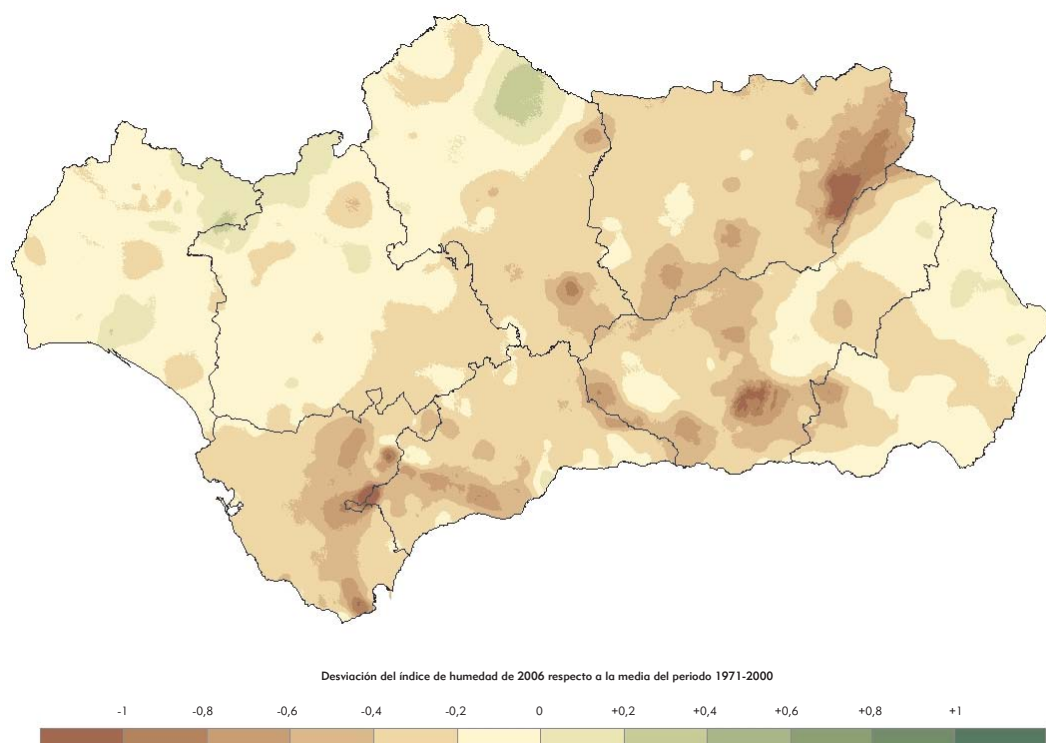 Desviación del índice de humedad de 2006 respecto a la media del periodo 1971-2000
-1 -0,8 -0,6 -0,4 -0,2 0 +0,2 +0,4 +0,6 +0,8 +1